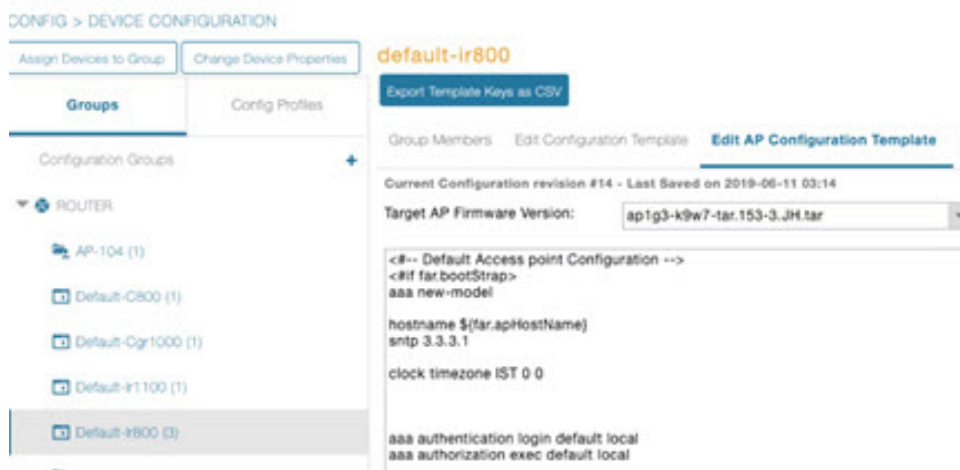 CONFIG > DEVICE CONFIGURATION
Assign Devices to Group
Change Device Properties
Groups
Config Profiles
Configuration Groups
+
ROUTER
AP-104 (1)
Default-C800 (1)
Default-Cgr1000 (1)
Default-Ir1100 (1)
Default-Ir800 (3)
default-ir800
Export Template Keys as CSV
Group Members
Edit Configuration Template
Edit AP Configuration Template
Current Configuration revision #14 - Last Saved on 2019-06-11 03:14
Target AP Firmware Version:
ap1g3-k9w7-tar.153-3.JH.tar
<#-- Default Access point Configuration -->
<#if far.bootStrap>
aaa new-model
hostname ${far.apHostName}
sntp 3.3.3.1
clock timezone IST 0 0
aaa authentication login default local
aaa authorization exec default local